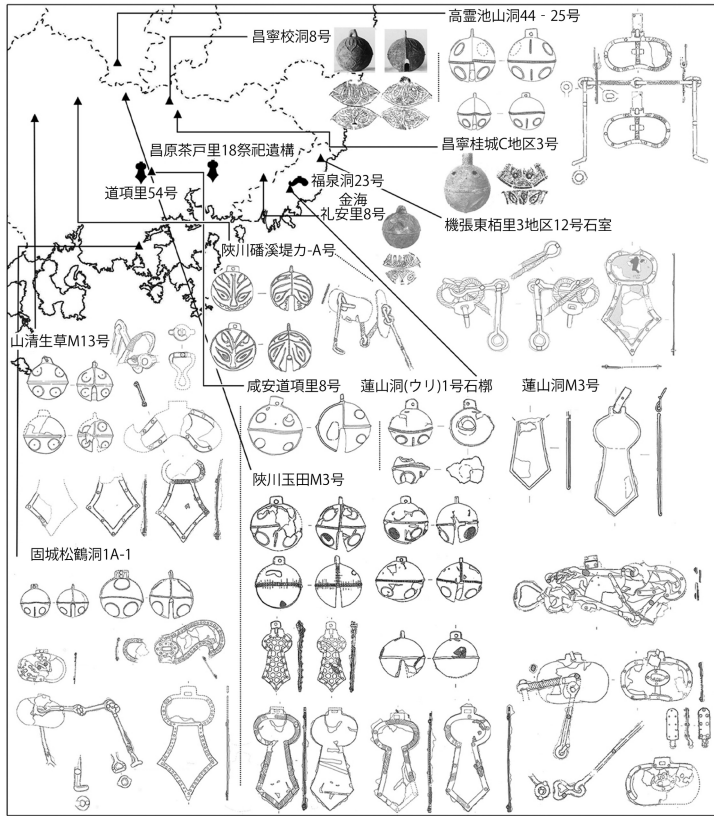 高霊池山洞44‐25号
昌寧校洞8号
昌寧桂城C地区3号
昌原茶戸里18祭祀遺構
道項里54号
福泉洞23号
金海
礼安里8号
機張東栢里3地区12号石室
陜川磻溪堤カ-A号
山清生草M13号
咸安道項里8号
蓮山洞(ウリ)1号石槨
蓮山洞M3号
陜川玉田M3号
固城松鶴洞1A-1